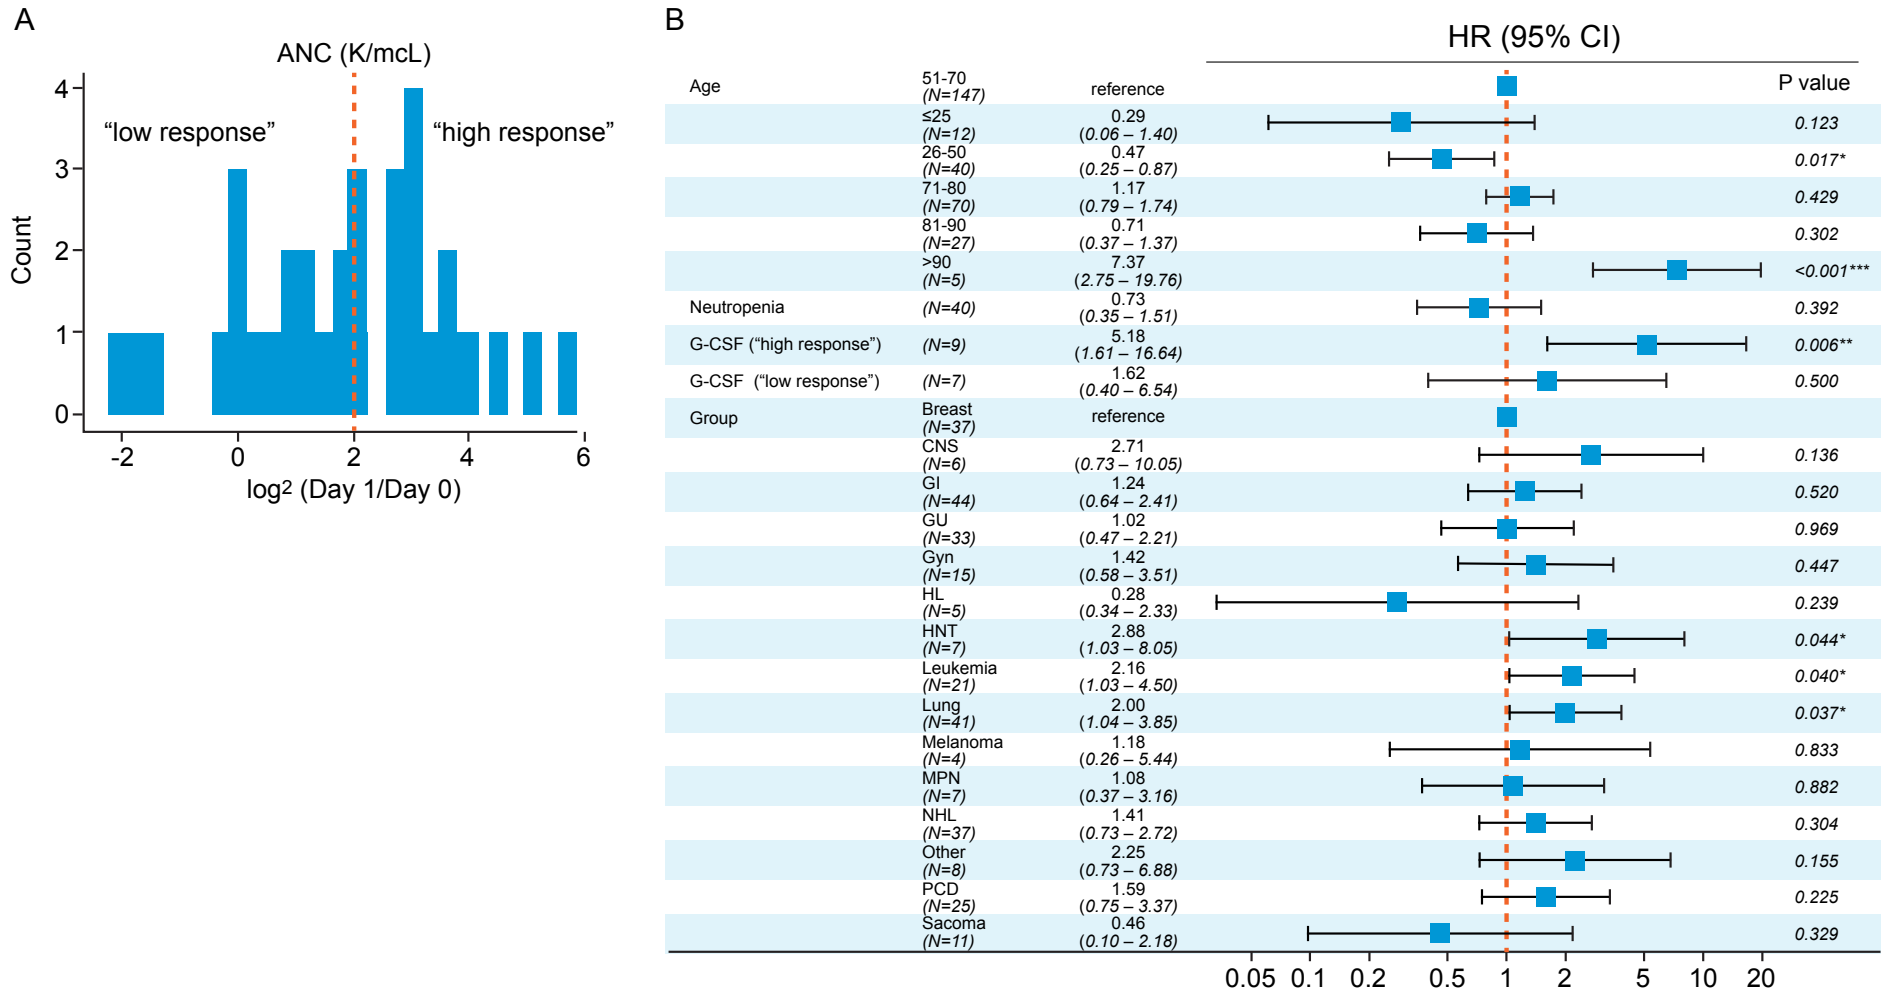 A
ANC (K/mcL)
"low response"
"high response"
Count
4
3
2
1
0
-2 0 2 4 6
log2 (Day 1/Day 0)
B
HR (95% CI)
P value
Age 51-70 reference
(N=147)
≤25 0.29
(N=12) (0.06 – 1.40) 0.123
26-50 0.47
(N=40) (0.25 – 0.87) 0.017*
71-80 1.17
(N=70) (0.79 – 1.74) 0.429
81-90 0.71
(N=27) (0.37 – 1.37) 0.302
>90 7.37
(N=5) (2.75 – 19.76) <0.001***
Neutropenia (N=40) 0.73
(0.35 – 1.51) 0.392
G-CSF ("high response") (N=9) 5.18
(1.61 – 16.64) 0.006**
G-CSF ("low response") (N=7) 1.62
(0.40 – 6.54) 0.500
Group Breast reference
(N=37)
CNS 2.71
(N=6) (0.73 – 10.05) 0.136
GI 1.24
(N=44) (0.64 – 2.41) 0.520
GU 1.02
(N=33) (0.47 – 2.21) 0.969
Gyn 1.42
(N=15) (0.58 – 3.51) 0.447
HL 0.28
(N=5) (0.34 – 2.33) 0.239
HNT 2.88
(N=7) (1.03 – 8.05) 0.044*
Leukemia 2.16
(N=21) (1.03 – 4.50) 0.040*
Lung 2.00
(N=41) (1.04 – 3.85) 0.037*
Melanoma 1.18
(N=4) (0.26 – 5.44) 0.833
MPN 1.08
(N=7) (0.37 – 3.16) 0.882
NHL 1.41
(N=37) (0.73 – 2.72) 0.304
Other 2.25
(N=8) (0.73 – 6.88) 0.155
PCD 1.59
(N=25) (0.75 – 3.37) 0.225
Sacoma 0.46
(N=11) (0.10 – 2.18) 0.329
0.05 0.1 0.2 0.5 1 2 5 10 20